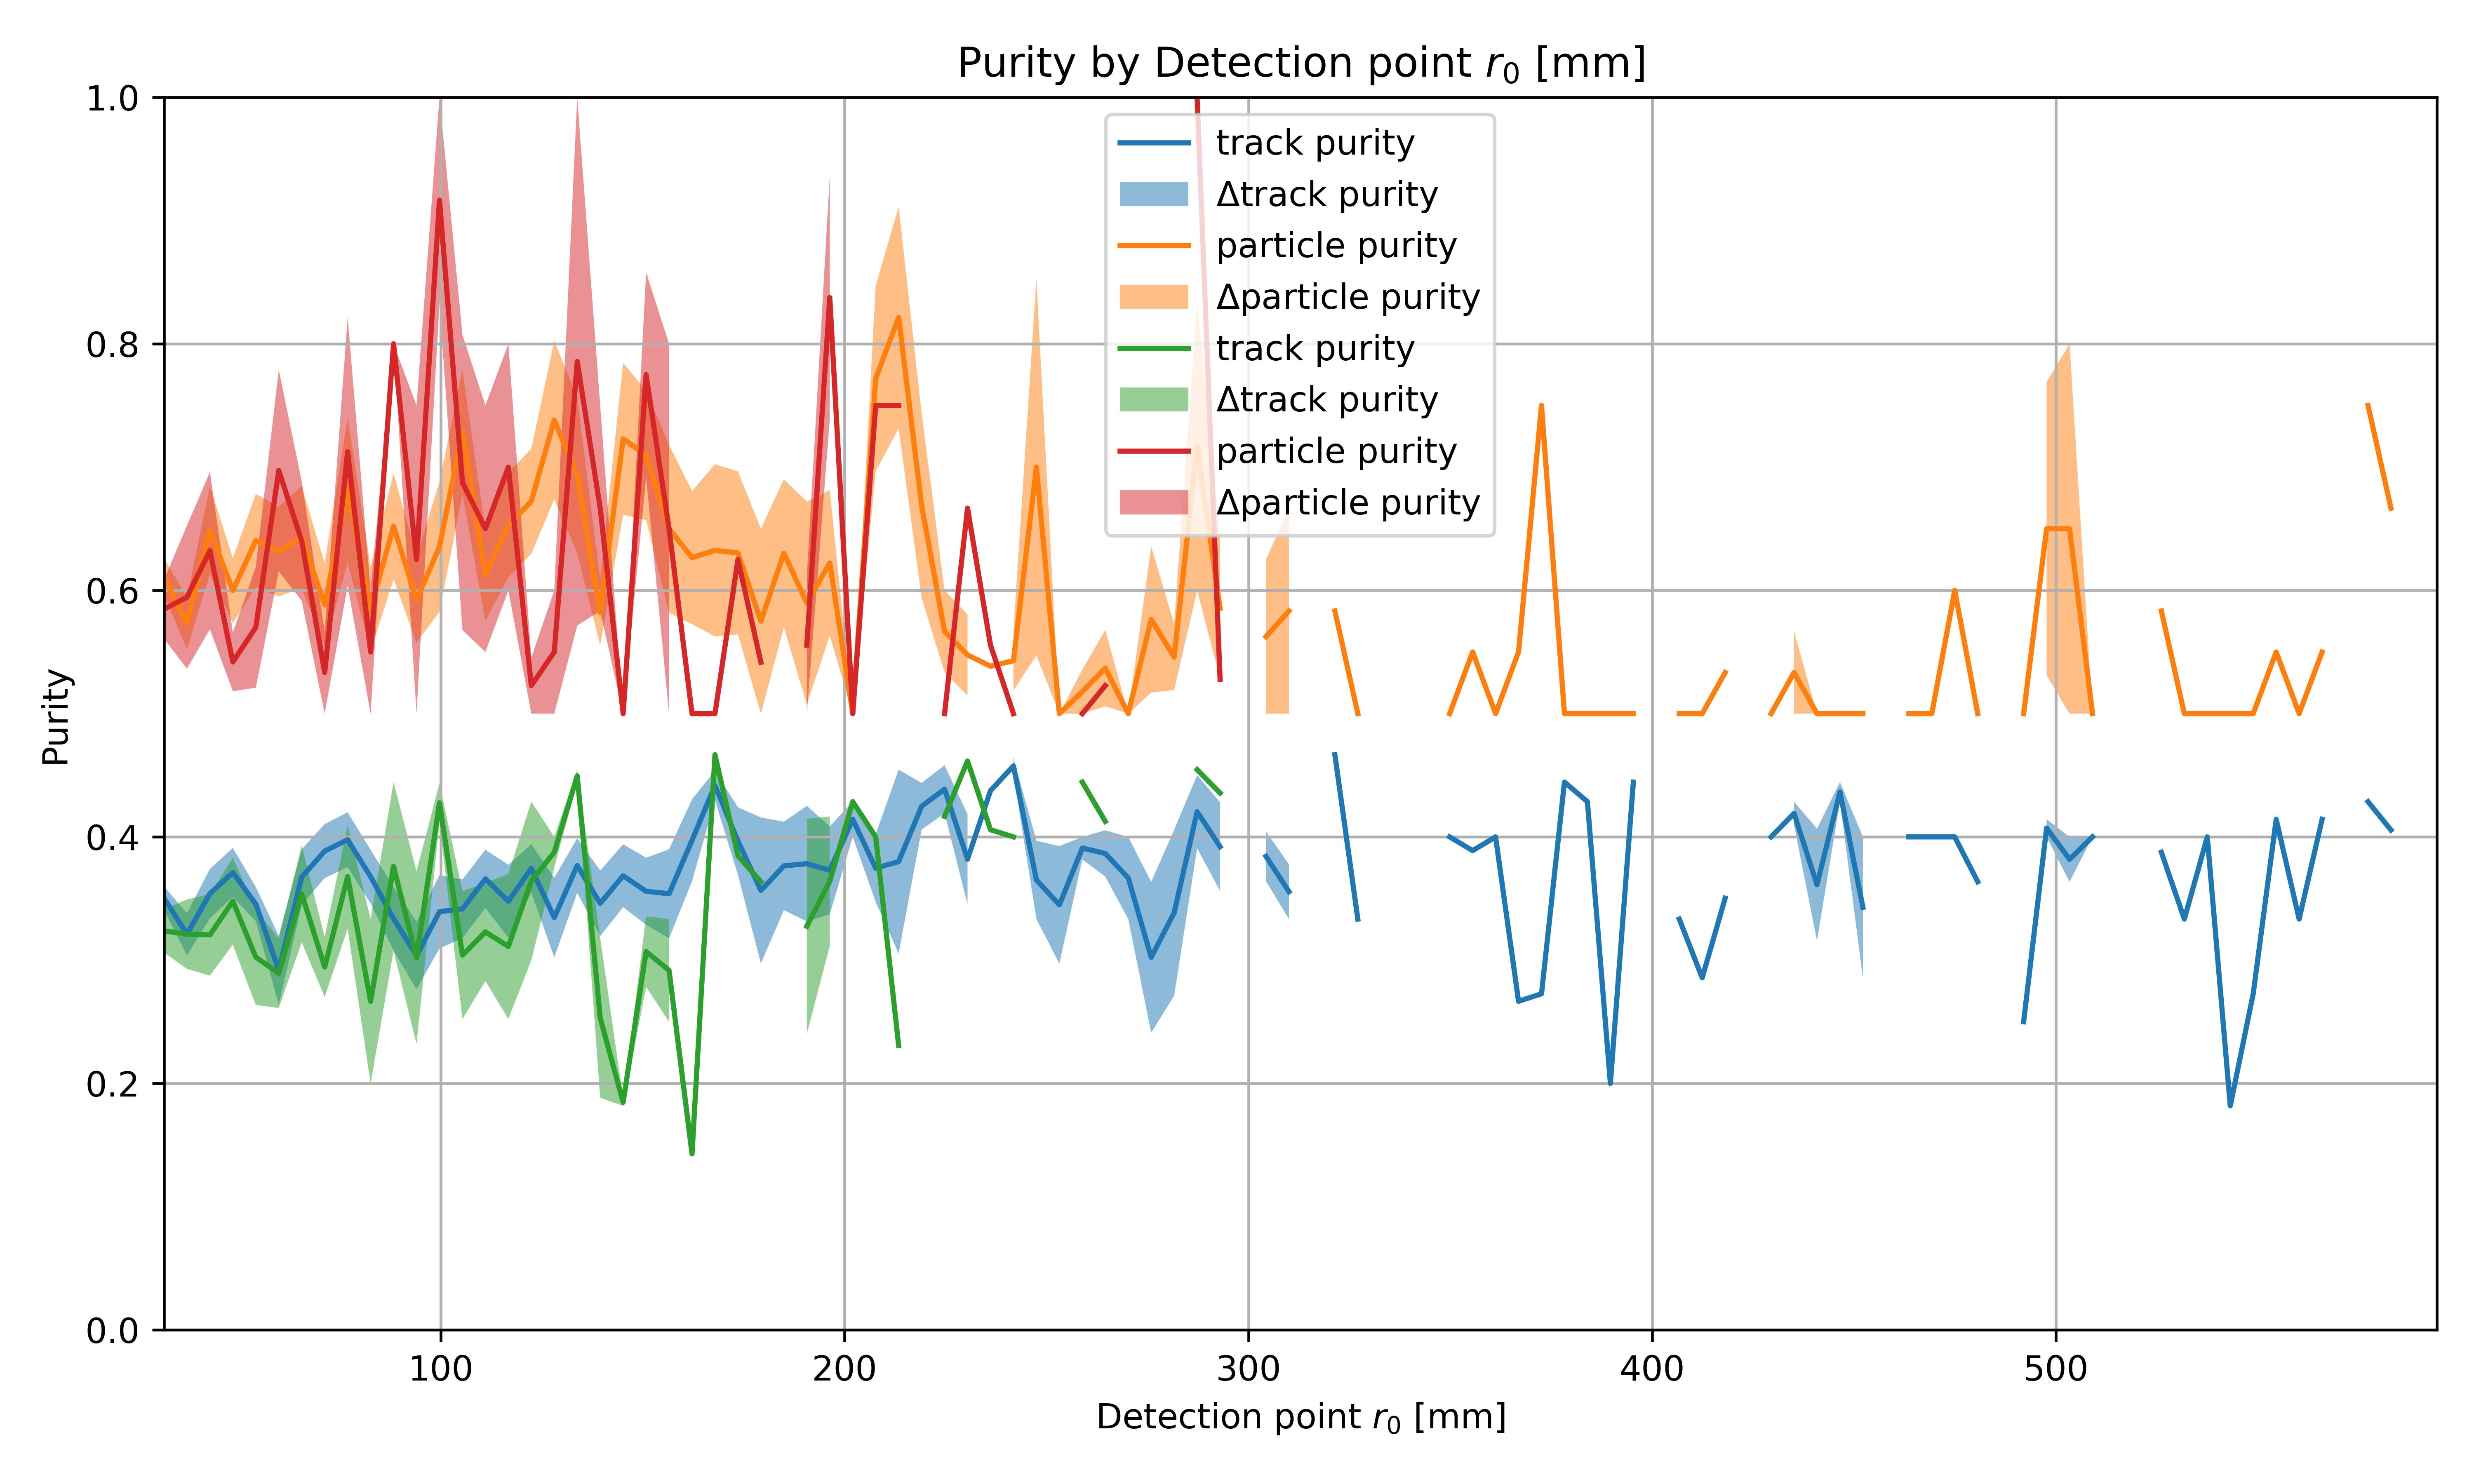 Purity by Detection point r0 [mm]
1.0
0.8
0.6
0.4
0.2
0.0
Purity
track purity
Δtrack purity
particle purity
Δparticle purity
track purity
Δtrack purity
particle purity
Δparticle purity
100 200 300 400 500
Detection point r0 [mm]